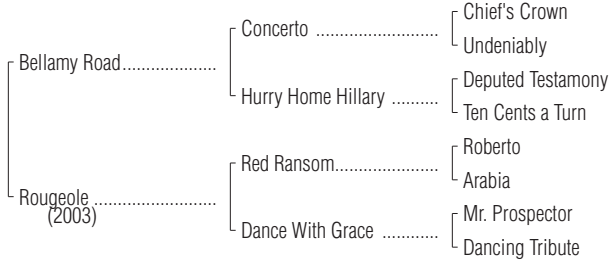 Chief's Crown
Concerto ........................
Undeniably
Bellamy Road...................
Deputed Testamony
Hurry Home Hillary .........
Ten Cents a Turn
Roberto
Red Ransom.....................
Arabia
Rougeole .........................
(2003)
Mr. Prospector
Dance With Grace ...........
Dancing Tribute